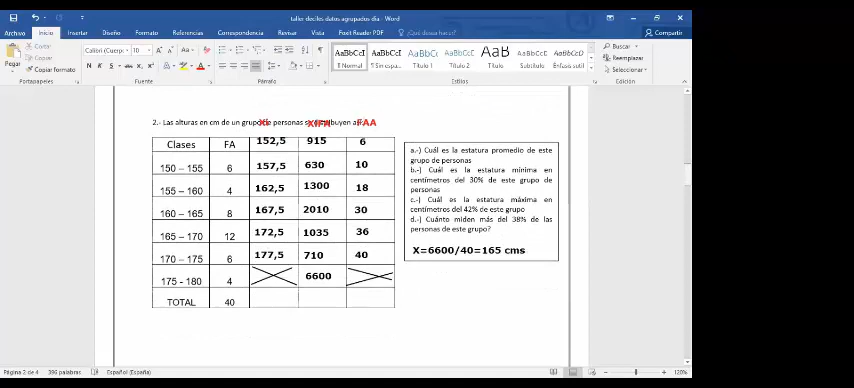 taller deciles datos agrupados dia - Word
Archivo Inicio Insertar Diseño Formato Referencias Correspondencia Revisar Vista Foxit Reader PDF ¿Qué desea hacer? Compartir
Pegar
Cortar
Copiar
Copiar formato
Portapapeles
Calibri (Cuerp 10
N K S abc
Fuente
Párrafo
AaBbCcI AaBbCcI AaBbC AaBbCc AaB AaBbCcC AaBbCc
¶ Normal ¶ Sin espa... Título 1 Título 2 Título Subtítulo Énfasis sutil
Estilos
Buscar
Reemplazar
Seleccionar
Edición
2.- Las alturas en cm de un grupo de personas se distribuyen así:
XI XIFA FAA
Clases FA 152,5 915 6
150 – 155 6 157,5 630 10
155 – 160 4 162,5 1300 18
160 – 165 8 167,5 2010 30
165 – 170 12 172,5 1035 36
170 – 175 6 177,5 710 40
175 - 180 4 6600
TOTAL 40
a.-) Cuál es la estatura promedio de este
grupo de personas
b.-) Cuál es la estatura mínima en
centímetros del 30% de este grupo de
personas
c.-) Cuál es la estatura máxima en
centímetros del 42% de este grupo
d.-) Cuánto miden más del 38% de las
personas de este grupo?
X=6600/40=165 cms
Página 2 de 4 396 palabras Español (España) 120%